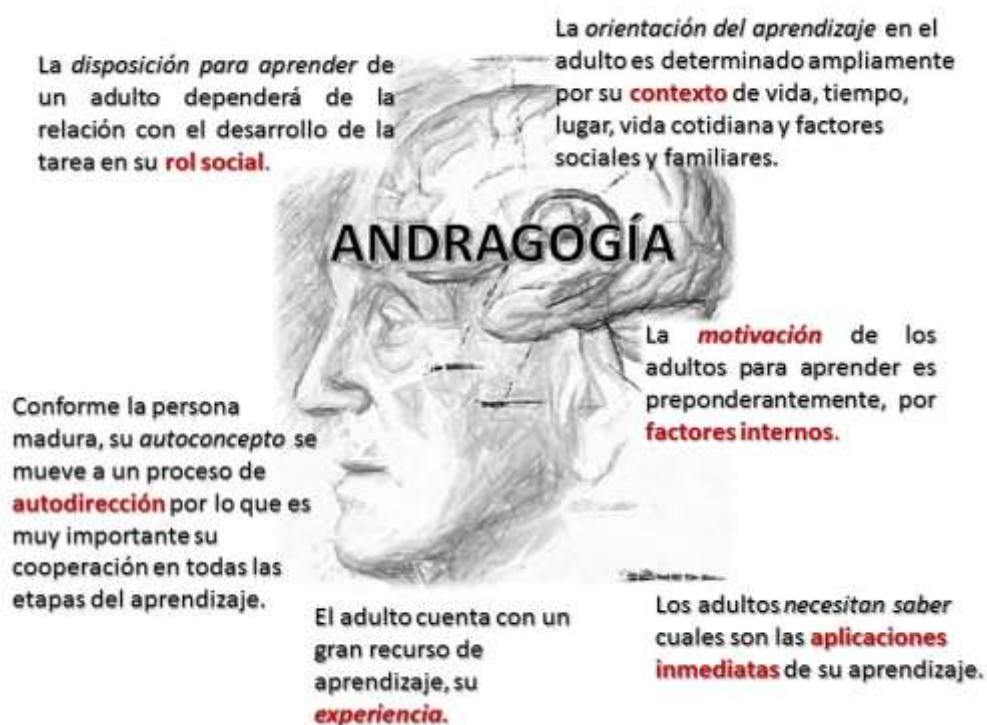 La disposición para aprender de
un adulto dependerá de la
relación con el desarrollo de la
tarea en su rol social.
La orientación del aprendizaje en el
adulto es determinado ampliamente
por su contexto de vida, tiempo,
lugar, vida cotidiana y factores
sociales y familiares.
ANDRAGOGÍA
La motivación de los
adultos para aprender es
preponderantemente, por
factores internos.
Conforme la persona
madura, su autoconcepto se
mueve a un proceso de
autodirección por lo que es
muy importante su
cooperación en todas las
etapas del aprendizaje.
El adulto cuenta con un
gran recurso de
aprendizaje, su
experiencia.
Los adultos necesitan saber
cuales son las aplicaciones
inmediatas de su aprendizaje.